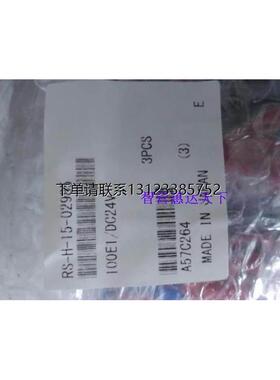 RS-H-15-029
100EI/DC24V
3PCS
(3)
A57C264
MADE IN JAPAN
E
下单请联系13123385752